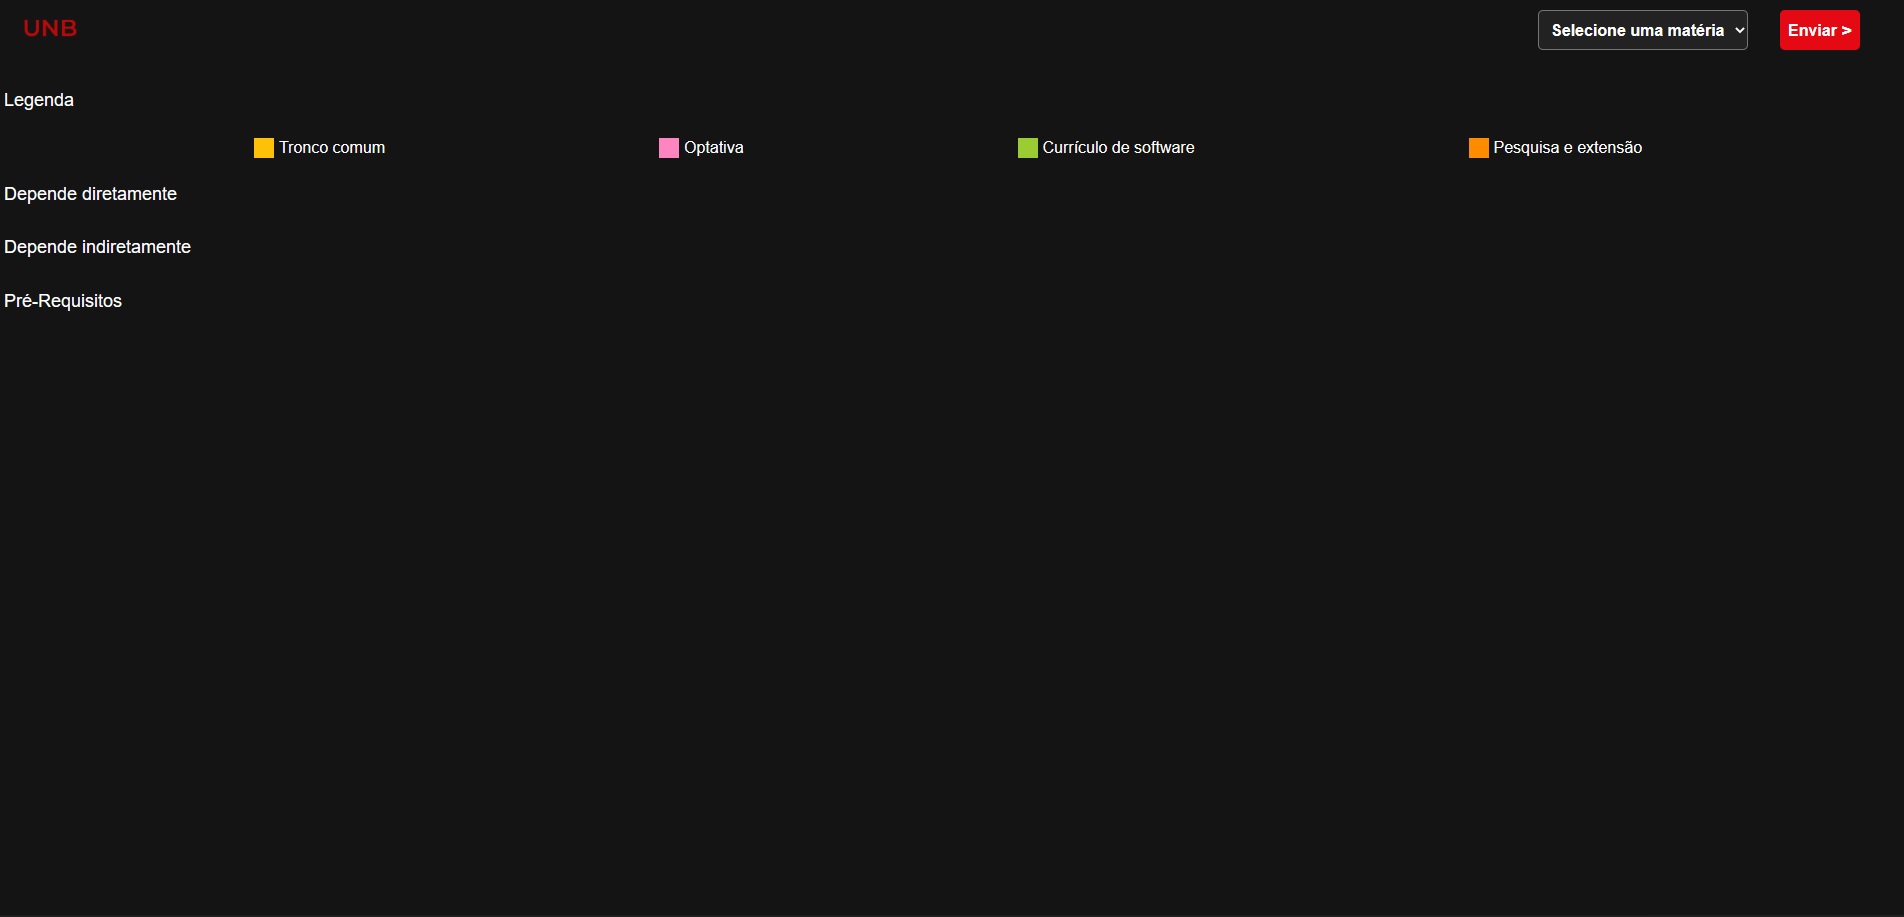 UNB
Selecione uma matéria
Enviar >
Legenda
Tronco comum
Optativa
Currículo de software
Pesquisa e extensão
Depende diretamente
Depende indiretamente
Pré-Requisitos